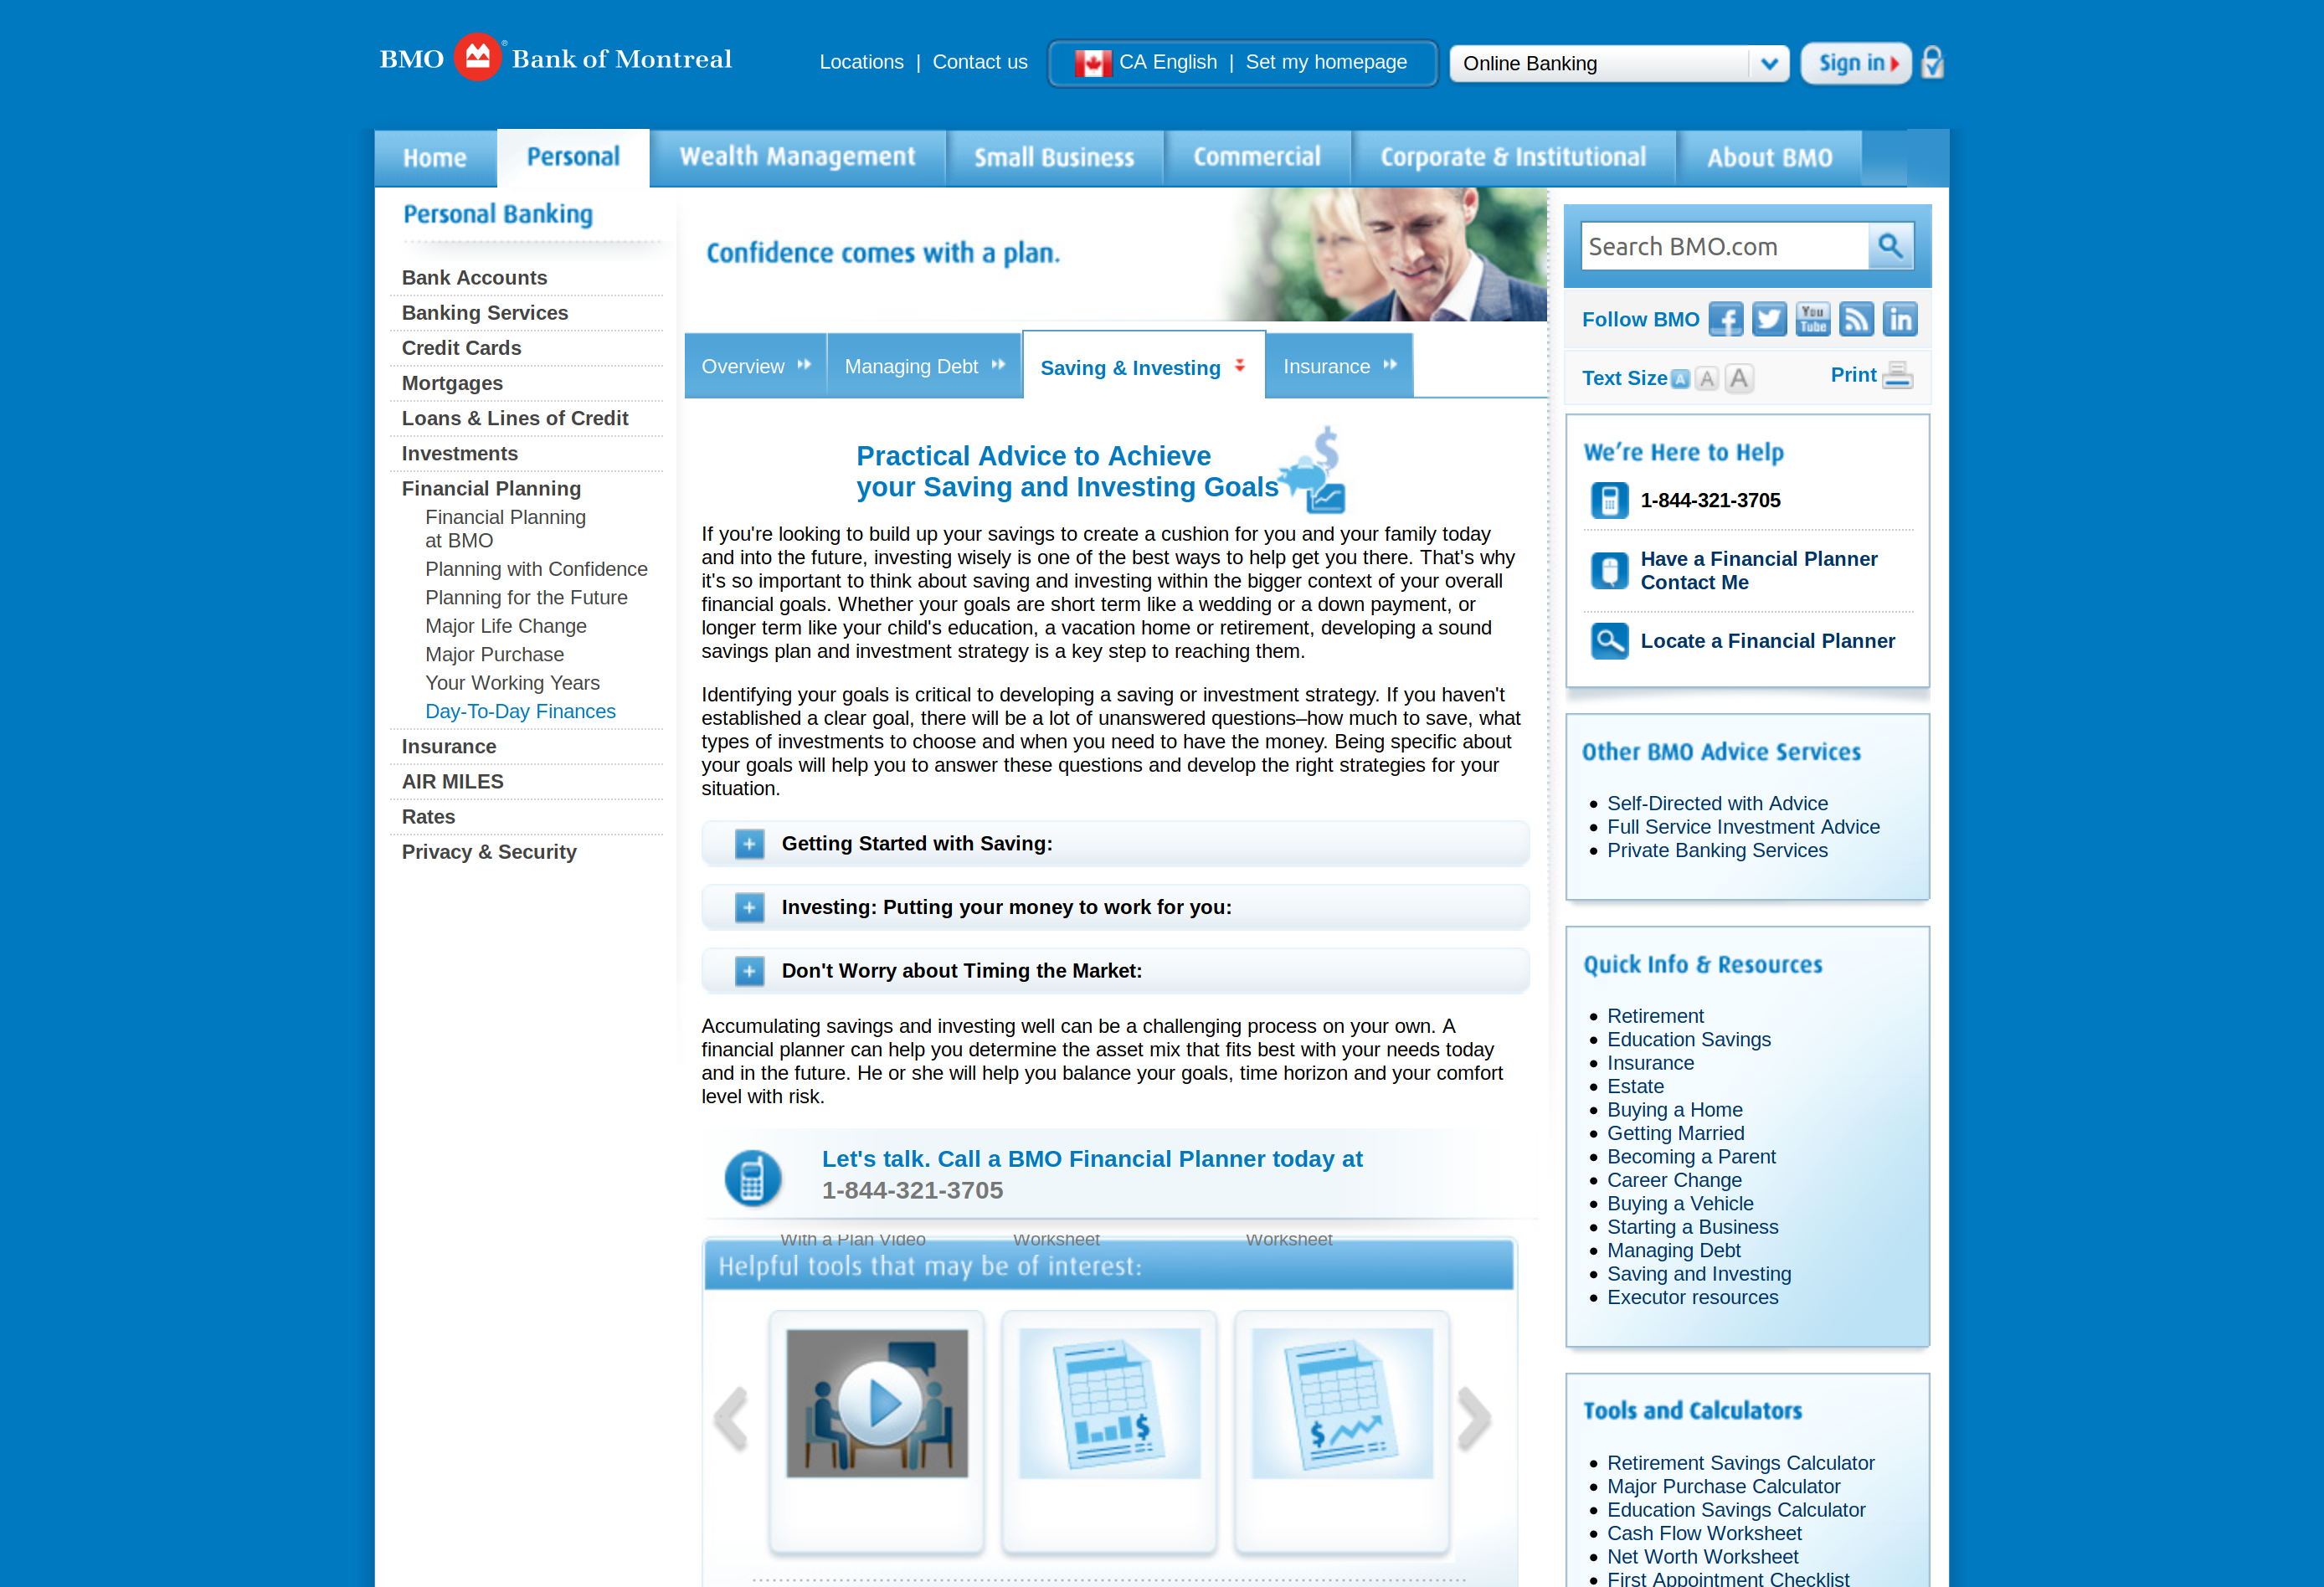 BMO Bank of Montreal
Locations | Contact us
CA English | Set my homepage
Online Banking
Sign in
Home
Personal
Wealth Management
Small Business
Commercial
Corporate & Institutional
About BMO
Personal Banking
Bank Accounts
Banking Services
Credit Cards
Mortgages
Loans & Lines of Credit
Investments
Financial Planning
Financial Planning
at BMO
Planning with Confidence
Planning for the Future
Major Life Change
Major Purchase
Your Working Years
Day-To-Day Finances
Insurance
AIR MILES
Rates
Privacy & Security
Confidence comes with a plan.
Overview
Managing Debt
Saving & Investing
Insurance
Practical Advice to Achieve
your Saving and Investing Goals
If you're looking to build up your savings to create a cushion for you and your family today
and into the future, investing wisely is one of the best ways to help get you there. That's why
it's so important to think about saving and investing within the bigger context of your overall
financial goals. Whether your goals are short term like a wedding or a down payment, or
longer term like your child's education, a vacation home or retirement, developing a sound
savings plan and investment strategy is a key step to reaching them.
Identifying your goals is critical to developing a saving or investment strategy. If you haven't
established a clear goal, there will be a lot of unanswered questions–how much to save, what
types of investments to choose and when you need to have the money. Being specific about
your goals will help you to answer these questions and develop the right strategies for your
situation.
Getting Started with Saving:
Investing: Putting your money to work for you:
Don't Worry about Timing the Market:
Accumulating savings and investing well can be a challenging process on your own. A
financial planner can help you determine the asset mix that fits best with your needs today
and in the future. He or she will help you balance your goals, time horizon and your comfort
level with risk.
Let's talk. Call a BMO Financial Planner today at
1-844-321-3705
With a Plan Video
Worksheet
Worksheet
Helpful tools that may be of interest:
Search BMO.com
Follow BMO
You
Tube
in
Text Size A A A
Print
We're Here to Help
1-844-321-3705
Have a Financial Planner
Contact Me
Locate a Financial Planner
Other BMO Advice Services
Self-Directed with Advice
Full Service Investment Advice
Private Banking Services
Quick Info & Resources
Retirement
Education Savings
Insurance
Estate
Buying a Home
Getting Married
Becoming a Parent
Career Change
Buying a Vehicle
Starting a Business
Managing Debt
Saving and Investing
Executor resources
Tools and Calculators
Retirement Savings Calculator
Major Purchase Calculator
Education Savings Calculator
Cash Flow Worksheet
Net Worth Worksheet
First Appointment Checklist